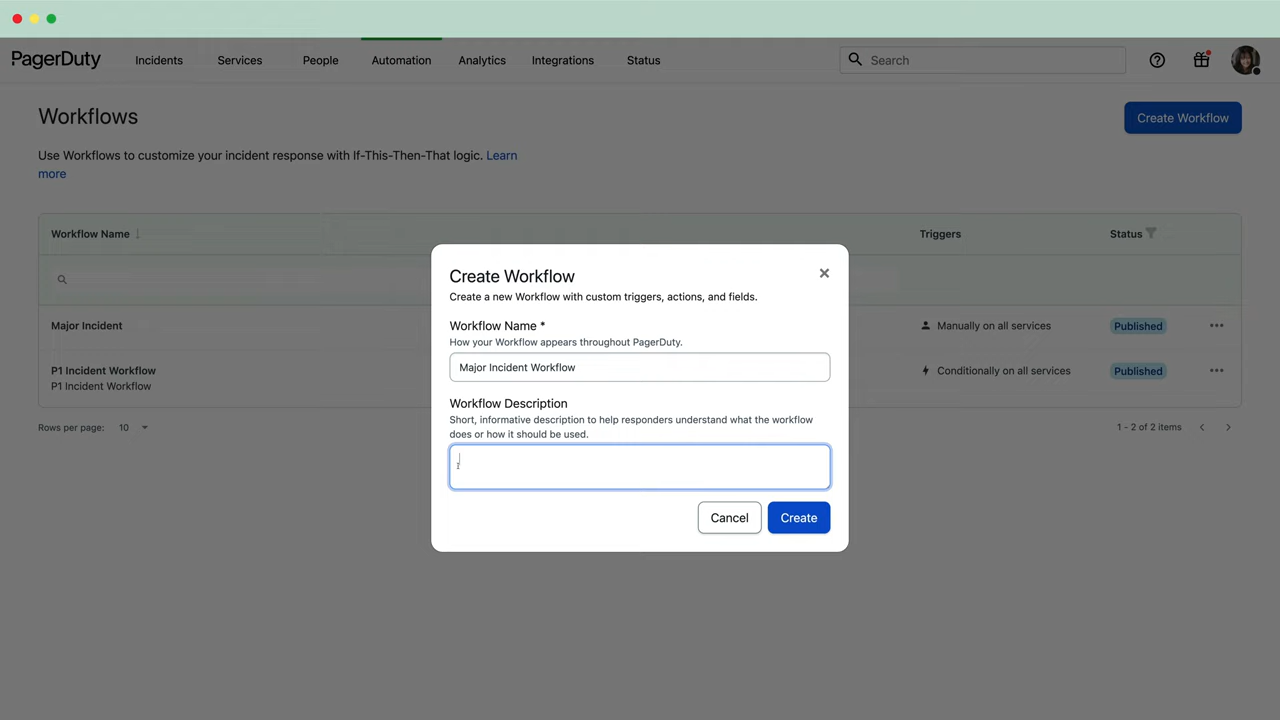 PagerDuty
Incidents
Services
People
Automation
Analytics
Integrations
Status
Search
Workflows
Create Workflow
Use Workflows to customize your incident response with If-This-Then-That logic. Learn
more
Workflow Name ↓
Triggers
Status
Major Incident
Manually on all services
Published
P1 Incident Workflow
P1 Incident Workflow
Conditionally on all services
Published
Rows per page: 10
1 - 2 of 2 items
Create Workflow
Create a new Workflow with custom triggers, actions, and fields.
Workflow Name *
How your Workflow appears throughout PagerDuty.
Major Incident Workflow
Workflow Description
Short, informative description to help responders understand what the workflow
does or how it should be used.
Cancel
Create